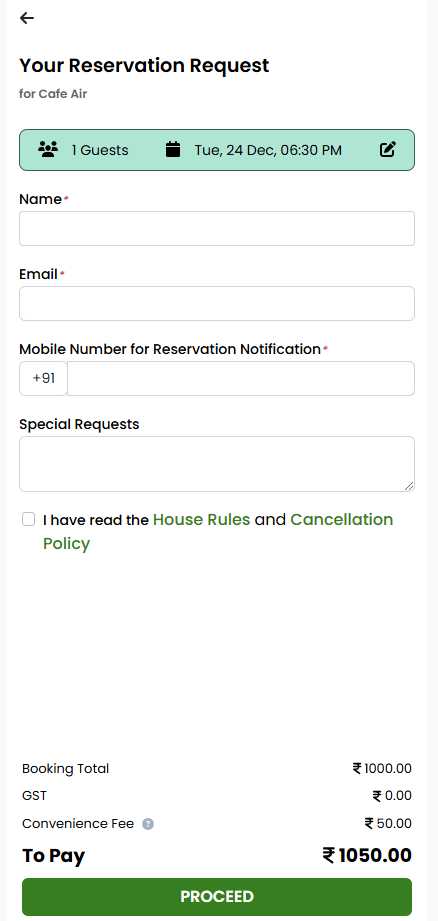 Your Reservation Request
for Cafe Air
1 Guests Tue, 24 Dec, 06:30 PM
Name*
Email*
Mobile Number for Reservation Notification*
+91
Special Requests
I have read the House Rules and Cancellation
Policy
Booking Total ₹ 1000.00
GST ₹ 0.00
Convenience Fee ? ₹ 50.00
To Pay ₹ 1050.00
PROCEED